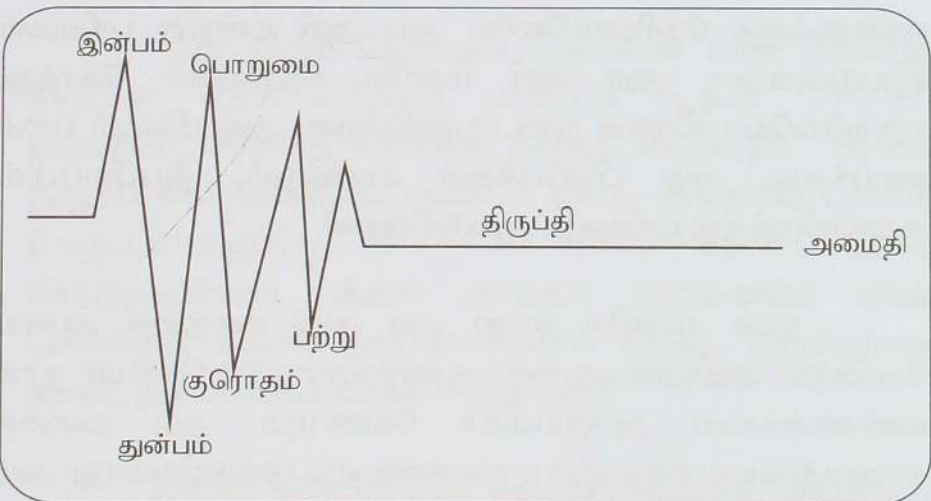 இன்பம்
பொறுமை
திருப்தி
அமைதி
பற்று
குரொதம்
துன்பம்